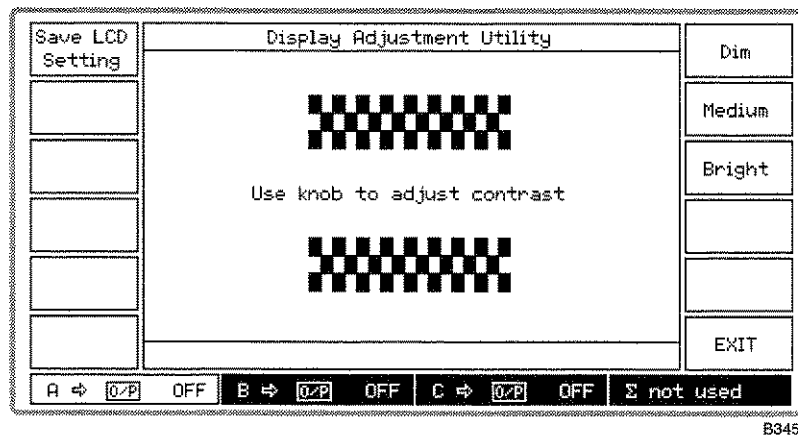 Save LCD
Setting
Display Adjustment Utility
Dim
Medium
Bright
Use knob to adjust contrast
EXIT
A ⇨ O/P OFF B ⇨ O/P OFF C ⇨ O/P OFF Σ not used
B345